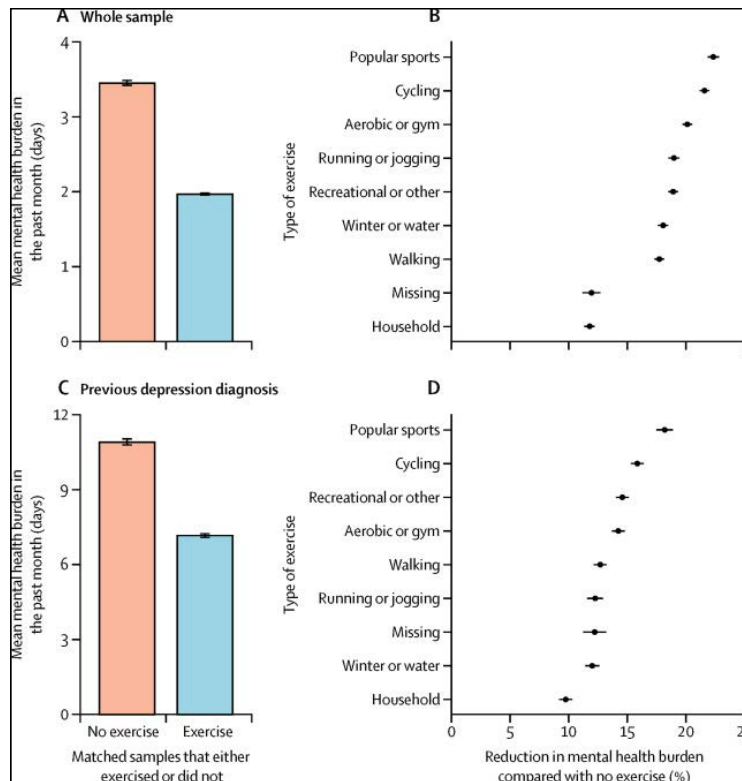 A Whole sample
Mean mental health burden in
the past month (days)
4
3
2
1
0
B
Type of exercise
Popular sports
Cycling
Aerobic or gym
Running or jogging
Recreational or other
Winter or water
Walking
Missing
Household
C Previous depression diagnosis
Mean mental health burden in
the past month (days)
12
9
6
3
0
No exercise Exercise
Matched samples that either
exercised or did not
D
Type of exercise
Popular sports
Cycling
Recreational or other
Aerobic or gym
Walking
Running or jogging
Missing
Winter or water
Household
0 5 10 15 20
Reduction in mental health burden
compared with no exercise (%)